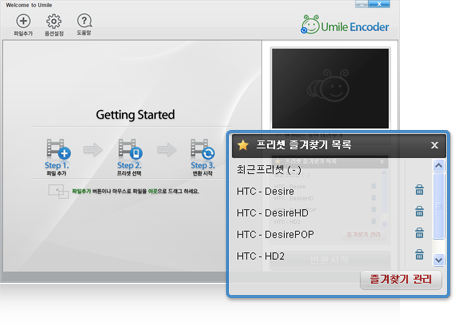 Welcome to Umile
파일추가 옵션설정 도움말
Umile Encoder
Getting Started
Step 1. Step 2. Step 3.
파일 추가 프리셋 선택 변환 시작
파일추가 버튼이나 마우스로 파일을 이곳으로 드래그 하세요.
프리셋 즐겨찾기 목록 x
최근프리셋 (-)
HTC - Desire
HTC - DesireHD
HTC - DesirePOP
HTC - HD2
즐겨찾기 관리